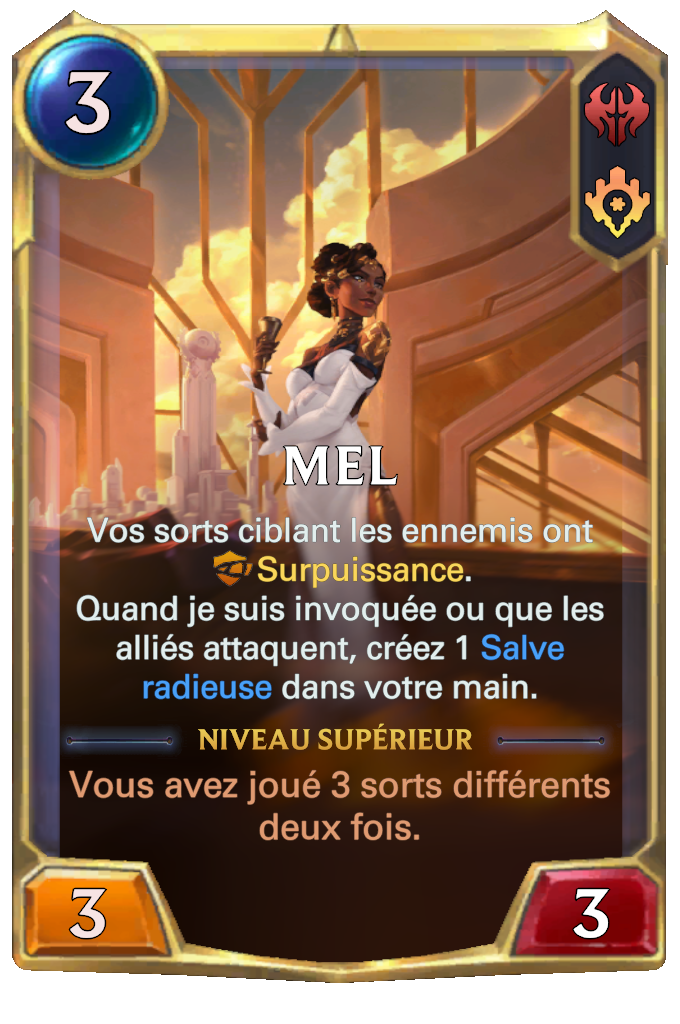 3
MEL
Vos sorts ciblant les ennemis ont
Surpuissance.
Quand je suis invoquée ou que les
alliés attaquent, créez 1 Salve
radieuse dans votre main.
NIVEAU SUPÉRIEUR
Vous avez joué 3 sorts différents
deux fois.
3
3